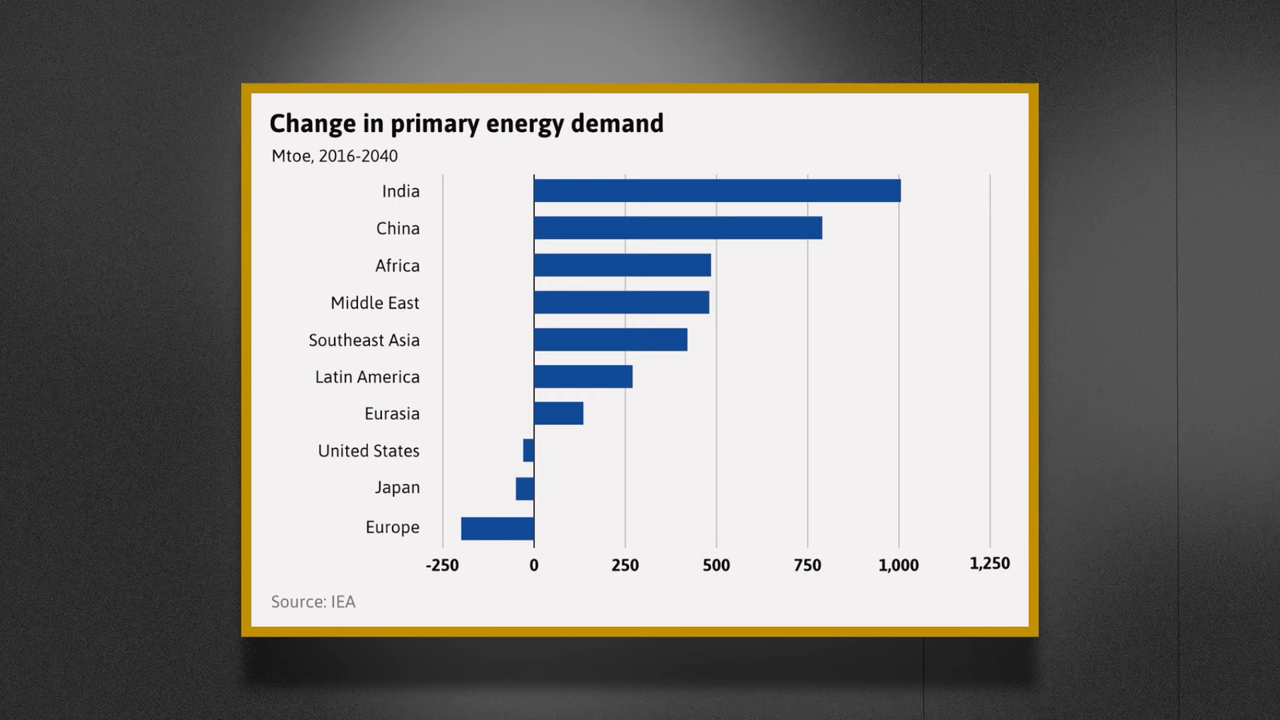 Change in primary energy demand
Mtoe, 2016-2040
India
China
Africa
Middle East
Southeast Asia
Latin America
Eurasia
United States
Japan
Europe
-250 0 250 500 750 1,000 1,250
Source: IEA